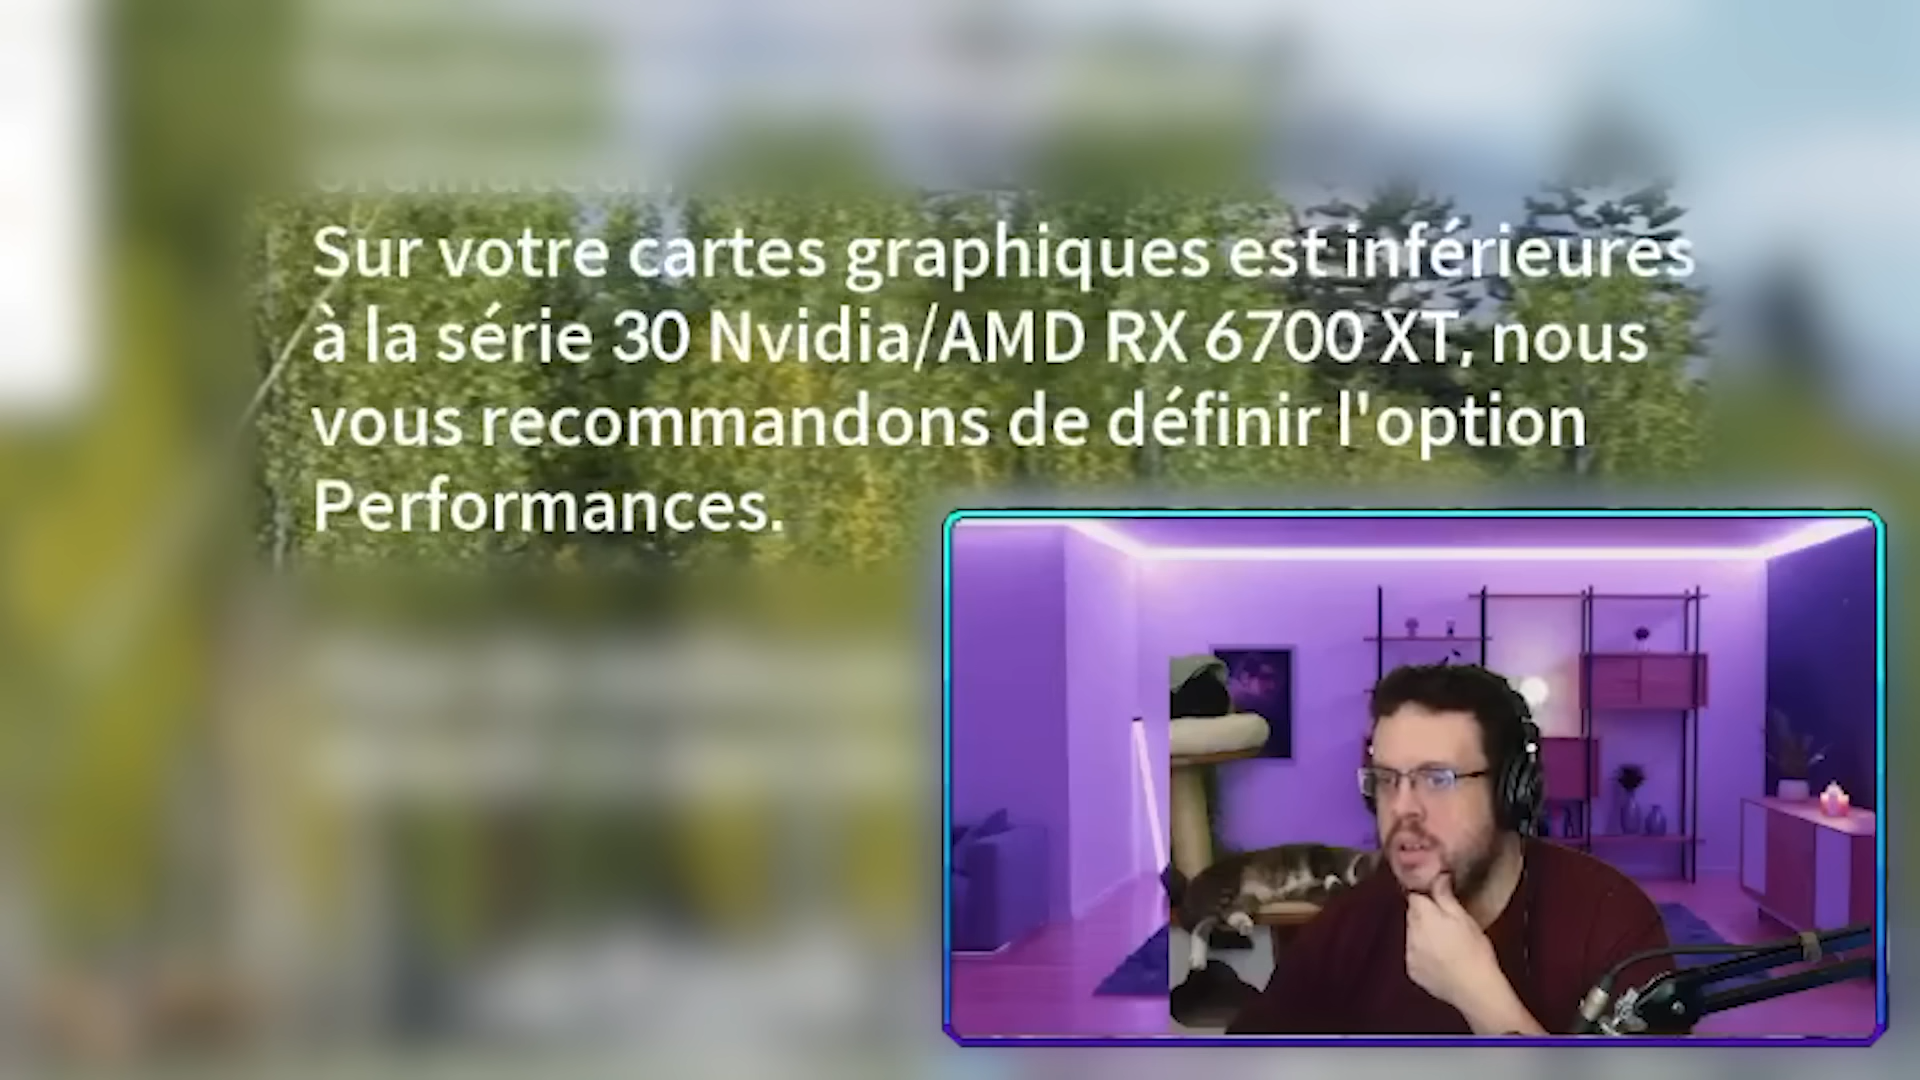 Sur votre cartes graphiques est inférieures
à la série 30 Nvidia/AMD RX 6700 XT, nous
vous recommandons de définir l'option
Performances.